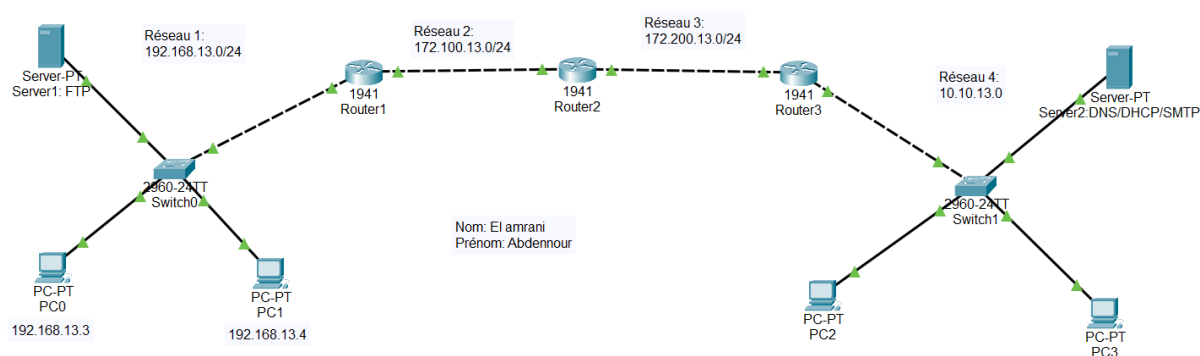 Réseau 1:
192.168.13.0/24
Réseau 2:
172.100.13.0/24
Réseau 3:
172.200.13.0/24
Server-PT
Server1: FTP
1941
Router1
1941
Router2
1941
Router3
Réseau 4:
10.10.13.0
Server-PT
Server2:DNS/DHCP/SMTP
2960-24TT
Switch0
2960-24TT
Switch1
Nom: El amrani
Prénom: Abdennour
PC-PT
PC0
192.168.13.3
PC-PT
PC1
192.168.13.4
PC-PT
PC2
PC-PT
PC3